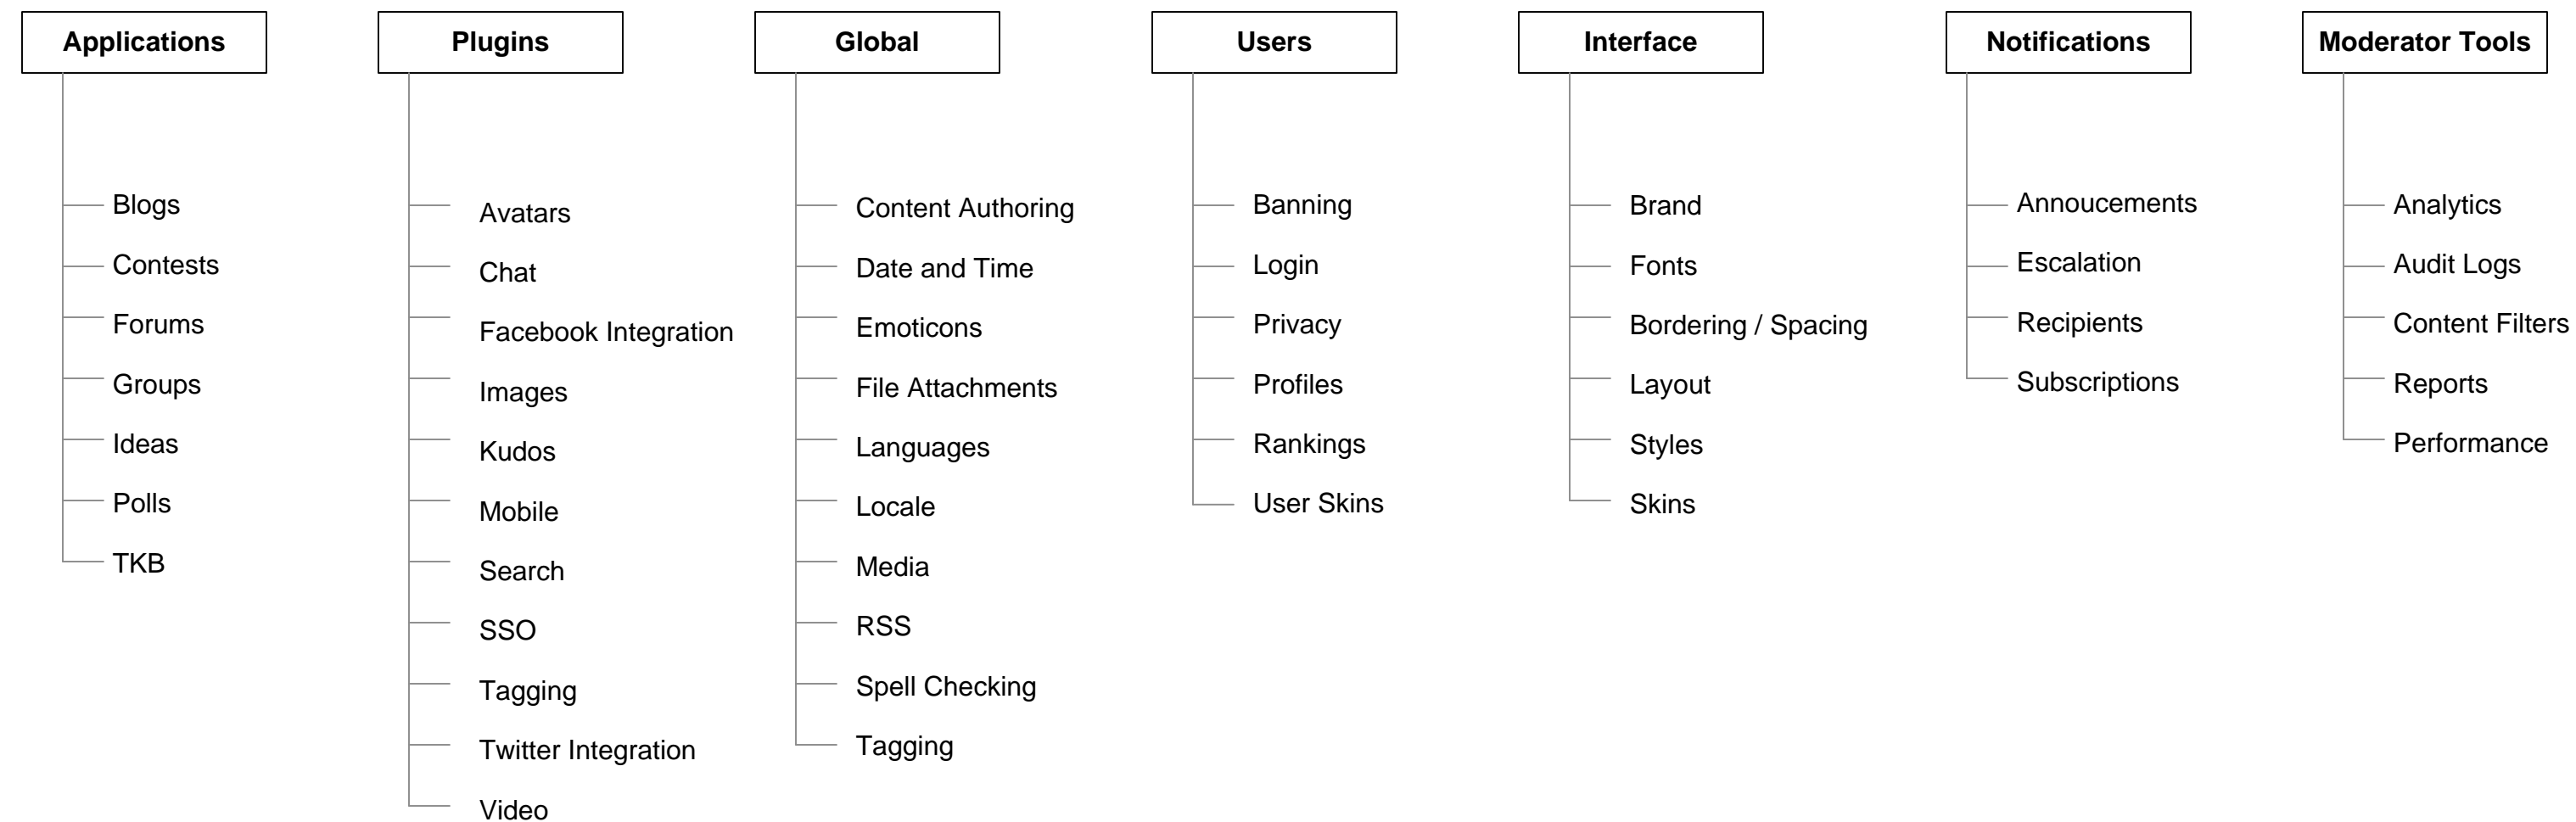 Applications
Blogs
Contests
Forums
Groups
Ideas
Polls
TKB
Plugins
Avatars
Chat
Facebook Integration
Images
Kudos
Mobile
Search
SSO
Tagging
Twitter Integration
Video
Global
Content Authoring
Date and Time
Emoticons
File Attachments
Languages
Locale
Media
RSS
Spell Checking
Tagging
Users
Banning
Login
Privacy
Profiles
Rankings
User Skins
Interface
Brand
Fonts
Bordering / Spacing
Layout
Styles
Skins
Notifications
Annoucements
Escalation
Recipients
Subscriptions
Moderator Tools
Analytics
Audit Logs
Content Filters
Reports
Performance